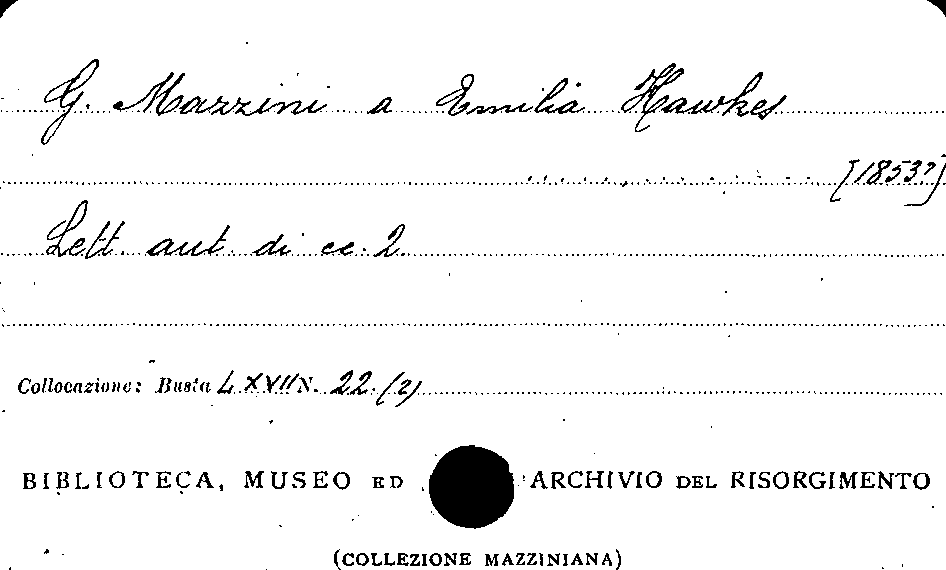 G. Mazzini a Emilia Hawkes
[1853?]
Lett. aut. di cc. 2.
Collocazione: Busta LXVII N. 22. (2)
BIBLIOTECA, MUSEO ED ARCHIVIO DEL RISORGIMENTO
(COLLEZIONE MAZZINIANA)